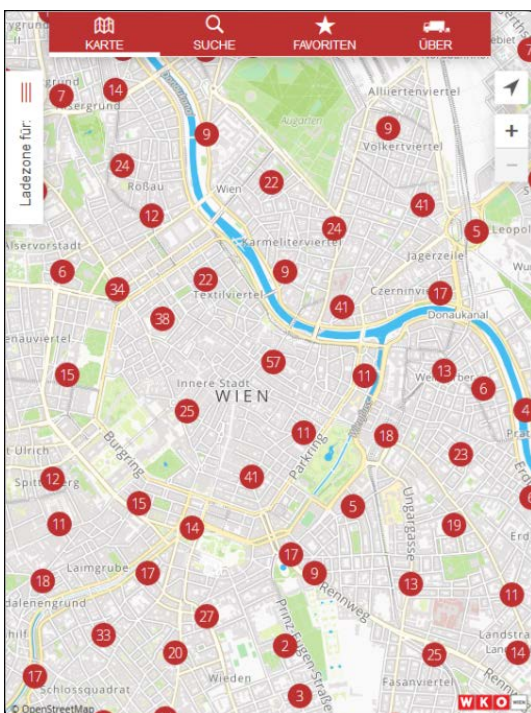 KARTE
SUCHE
FAVORITEN
ÜBER
Ladezone für:
+
−
7
14
9
9
Alliiertenviertel
Volkertviertel
Augarten
24
Roßau
22
Wien
12
41
24
5
Karmeliterviertel
Jägerzeile
Alservorstadt
6
34
22
9
17
Textilviertel
41
Czerninviertel
Donaukanal
38
57
15
11
13
6
Innere Stadt
WIEN
25
4
Burgring
11
Parkring
18
23
12
41
15
5
Ungargasse
11
14
19
17
Laimgrube
17
9
13
18
Rennweg
11
27
33
20
2
25
14
Prinz-Eugen-Straße
17
Wieden
Schlossquadrat
3
Fasanviertel
© OpenStreetMap
WKO